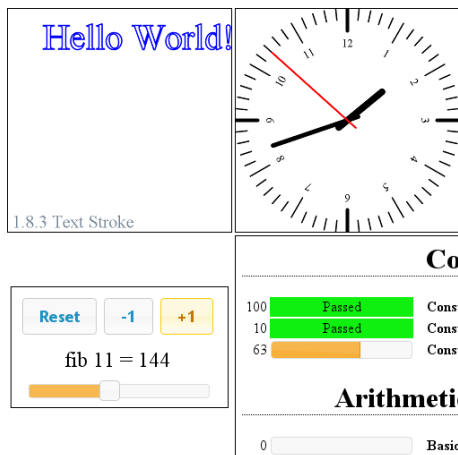 Hello World!
1.8.3 Text Stroke
12
1
2
3
4
5
6
7
8
9
10
11
Reset
-1
+1
fib 11 = 144
Co
100 Passed Cons
10 Passed Cons
63 Cons
Arithmeti
0 Basic